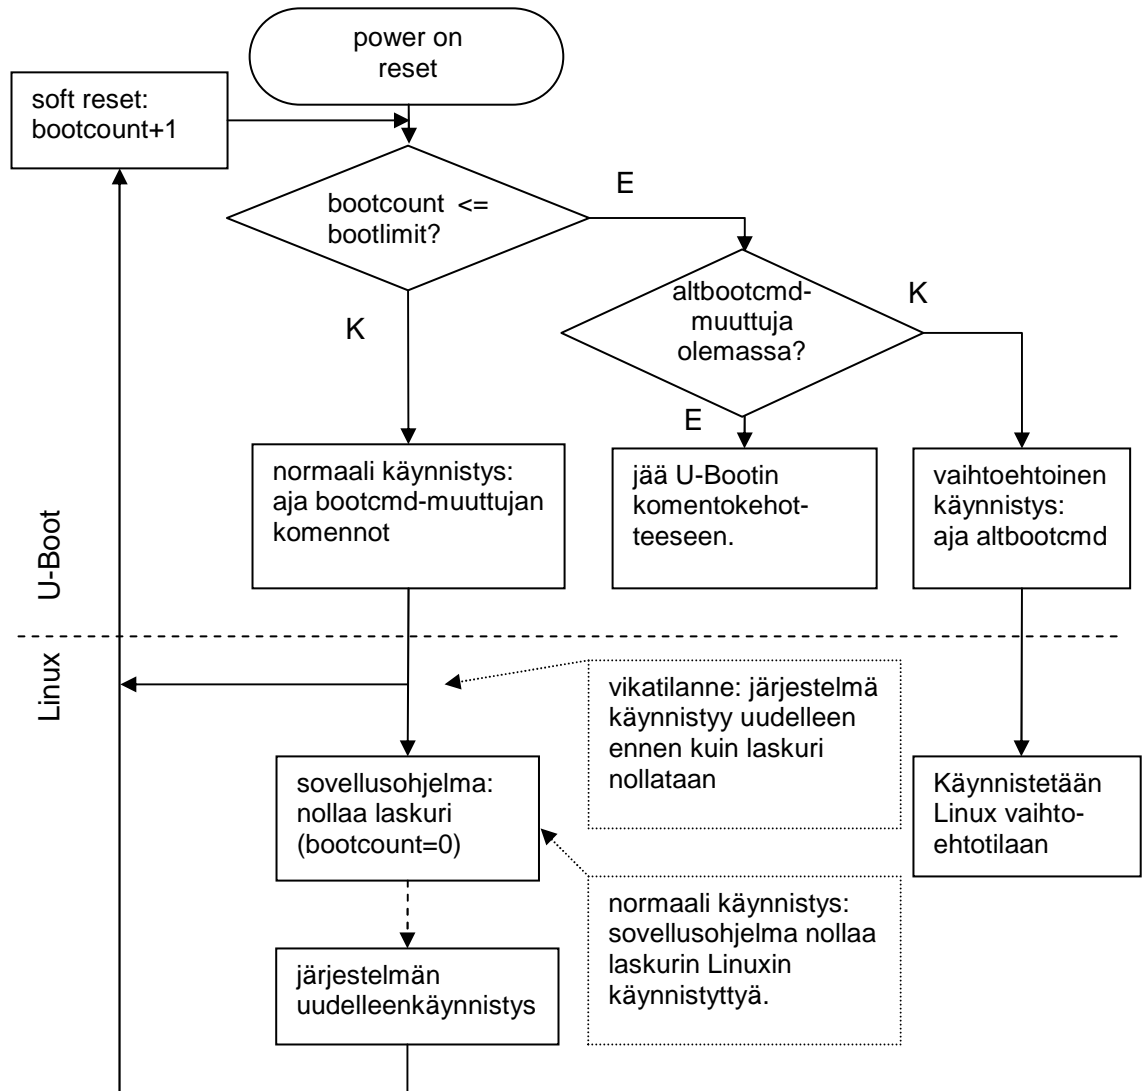 power on
reset
soft reset:
bootcount+1
bootcount <=
bootlimit?
E
K
altbootcmd-
muuttuja
olemassa?
K
E
normaali käynnistys:
aja bootcmd-muuttujan
komennot
jää U-Bootin
komentokehot-
teeseen.
vaihtoehtoinen
käynnistys:
aja altbootcmd
U-Boot
Linux
vikatilanne: järjestelmä
käynnistyy uudelleen
ennen kuin laskuri
nollataan
sovellusohjelma:
nollaa laskuri
(bootcount=0)
Käynnistetään
Linux vaihto-
ehtotilaan
normaali käynnistys:
sovellusohjelma nollaa
laskurin Linuxin
käynnistyttyä.
järjestelmän
uudelleenkäynnistys